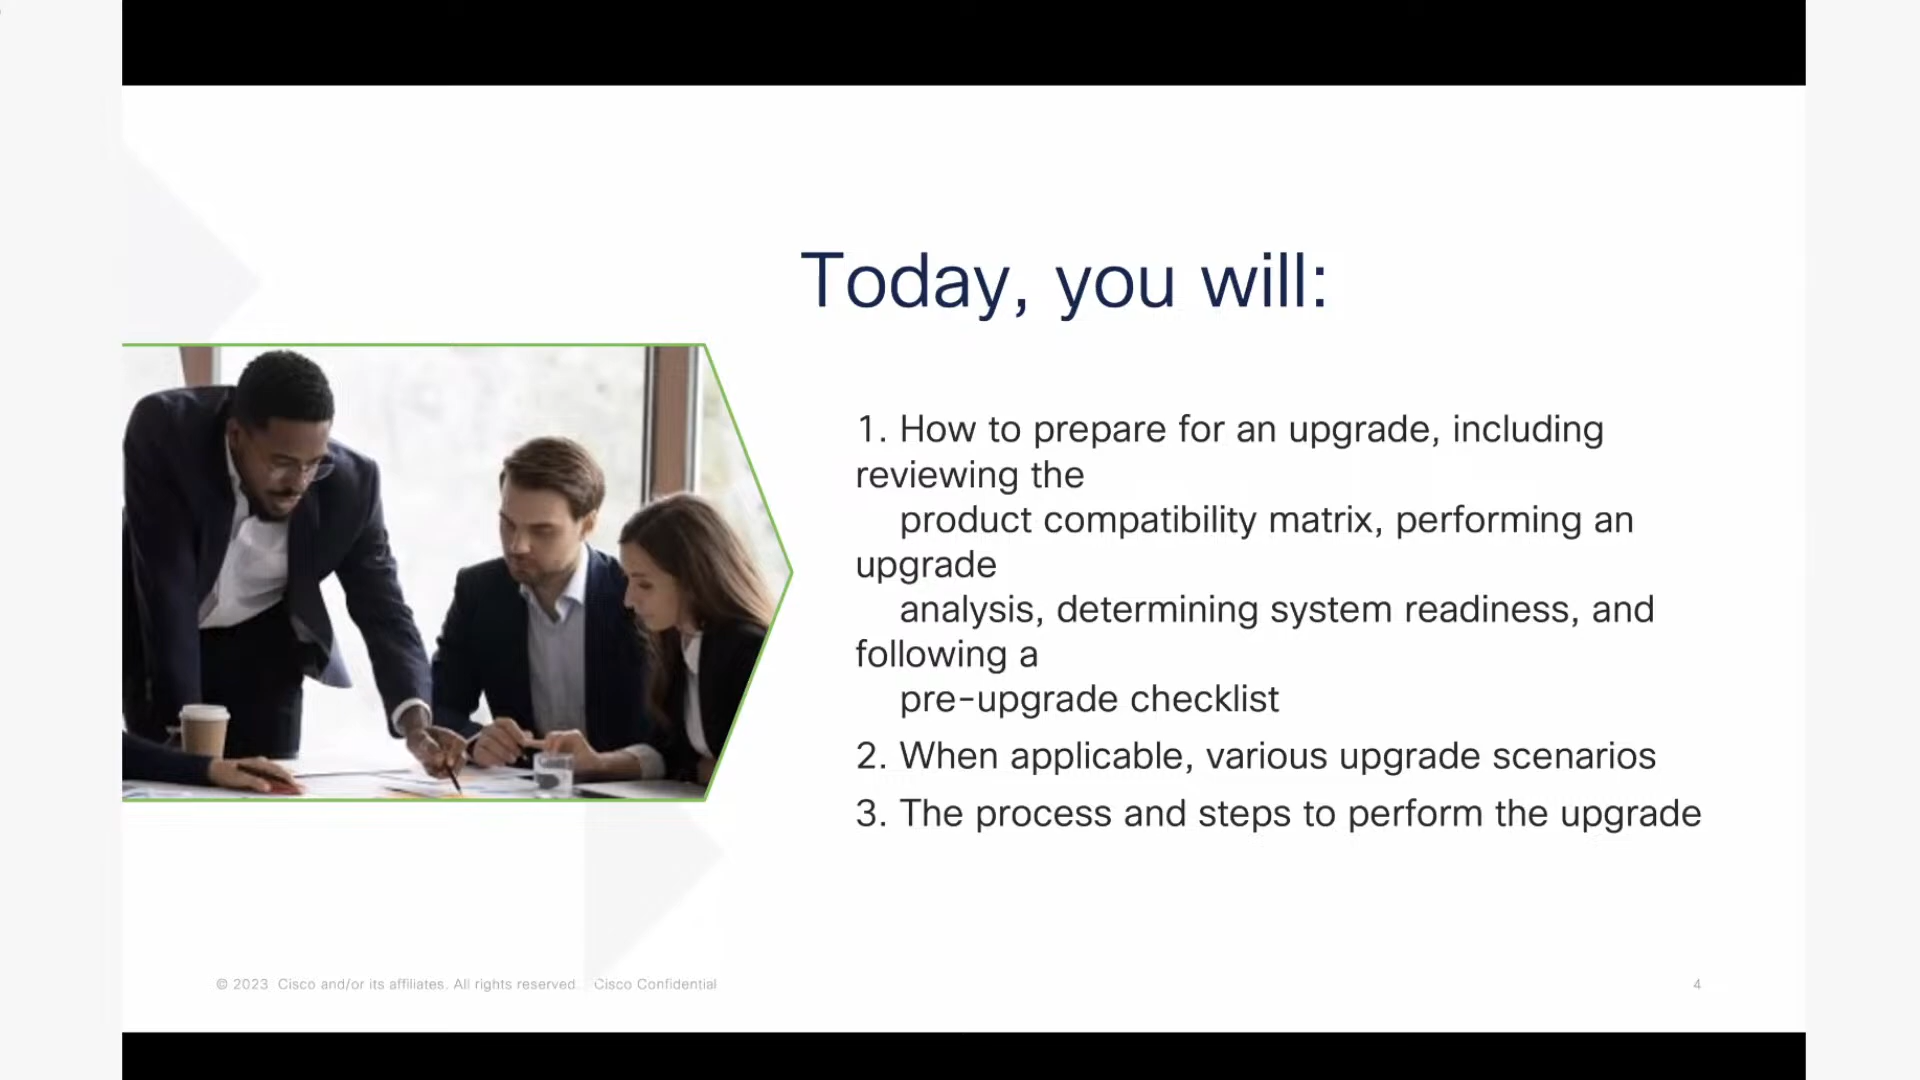 Today, you will:
1. How to prepare for an upgrade, including
reviewing the
product compatibility matrix, performing an
upgrade
analysis, determining system readiness, and
following a
pre-upgrade checklist
2. When applicable, various upgrade scenarios
3. The process and steps to perform the upgrade
© 2023 Cisco and/or its affiliates. All rights reserved. Cisco Confidential
4